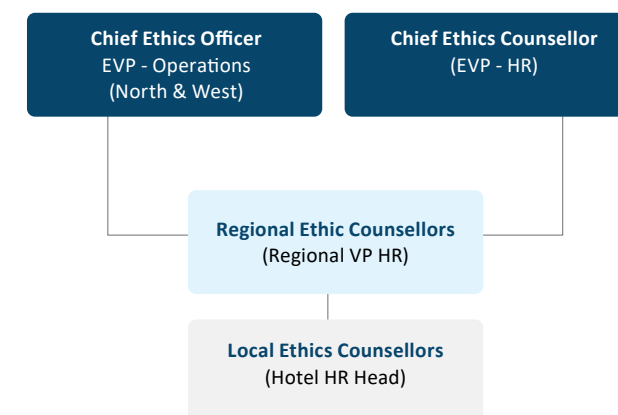 Chief Ethics Officer
EVP - Operations
(North & West)
Chief Ethics Counsellor
(EVP - HR)
Regional Ethic Counsellors
(Regional VP HR)
Local Ethics Counsellors
(Hotel HR Head)